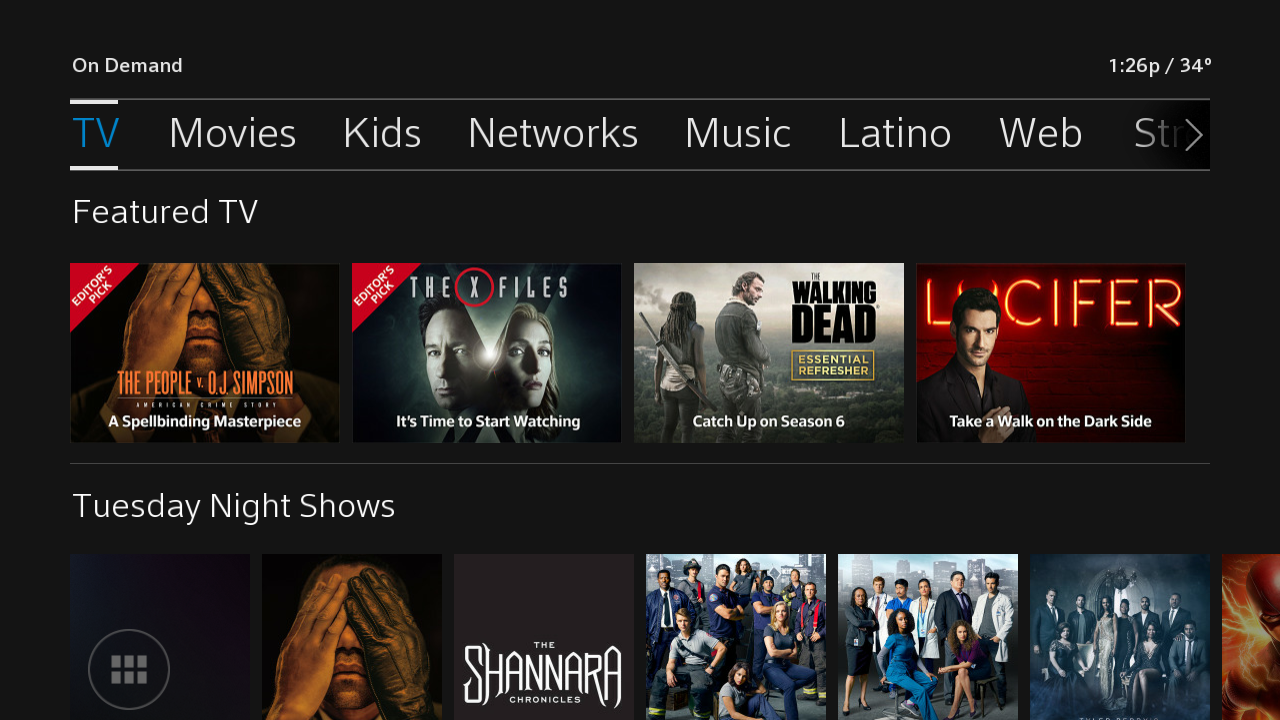 On Demand
1:26p / 34º
TV Movies Kids Networks Music Latino Web Str
Featured TV
EDITOR'S
PICK
THE PEOPLE v. O.J. SIMPSON
AMERICAN CRIME STORY
A Spellbinding Masterpiece
EDITOR'S
PICK
THE X FILES
It's Time to Start Watching
THE
WALKING
DEAD
ESSENTIAL
REFRESHER
Catch Up on Season 6
LUCIFER
Take a Walk on the Dark Side
Tuesday Night Shows
THE
SHANNARA
CHRONICLES